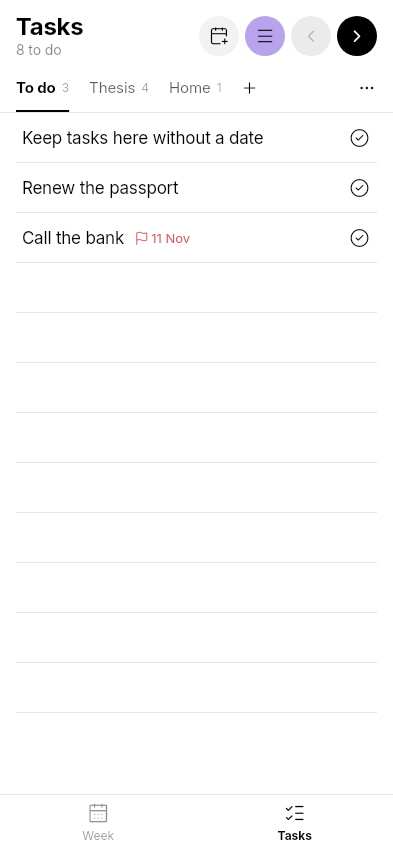 Tasks
8 to do
To do 3 Thesis 4 Home 1
Keep tasks here without a date
Renew the passport
Call the bank 11 Nov
Week Tasks